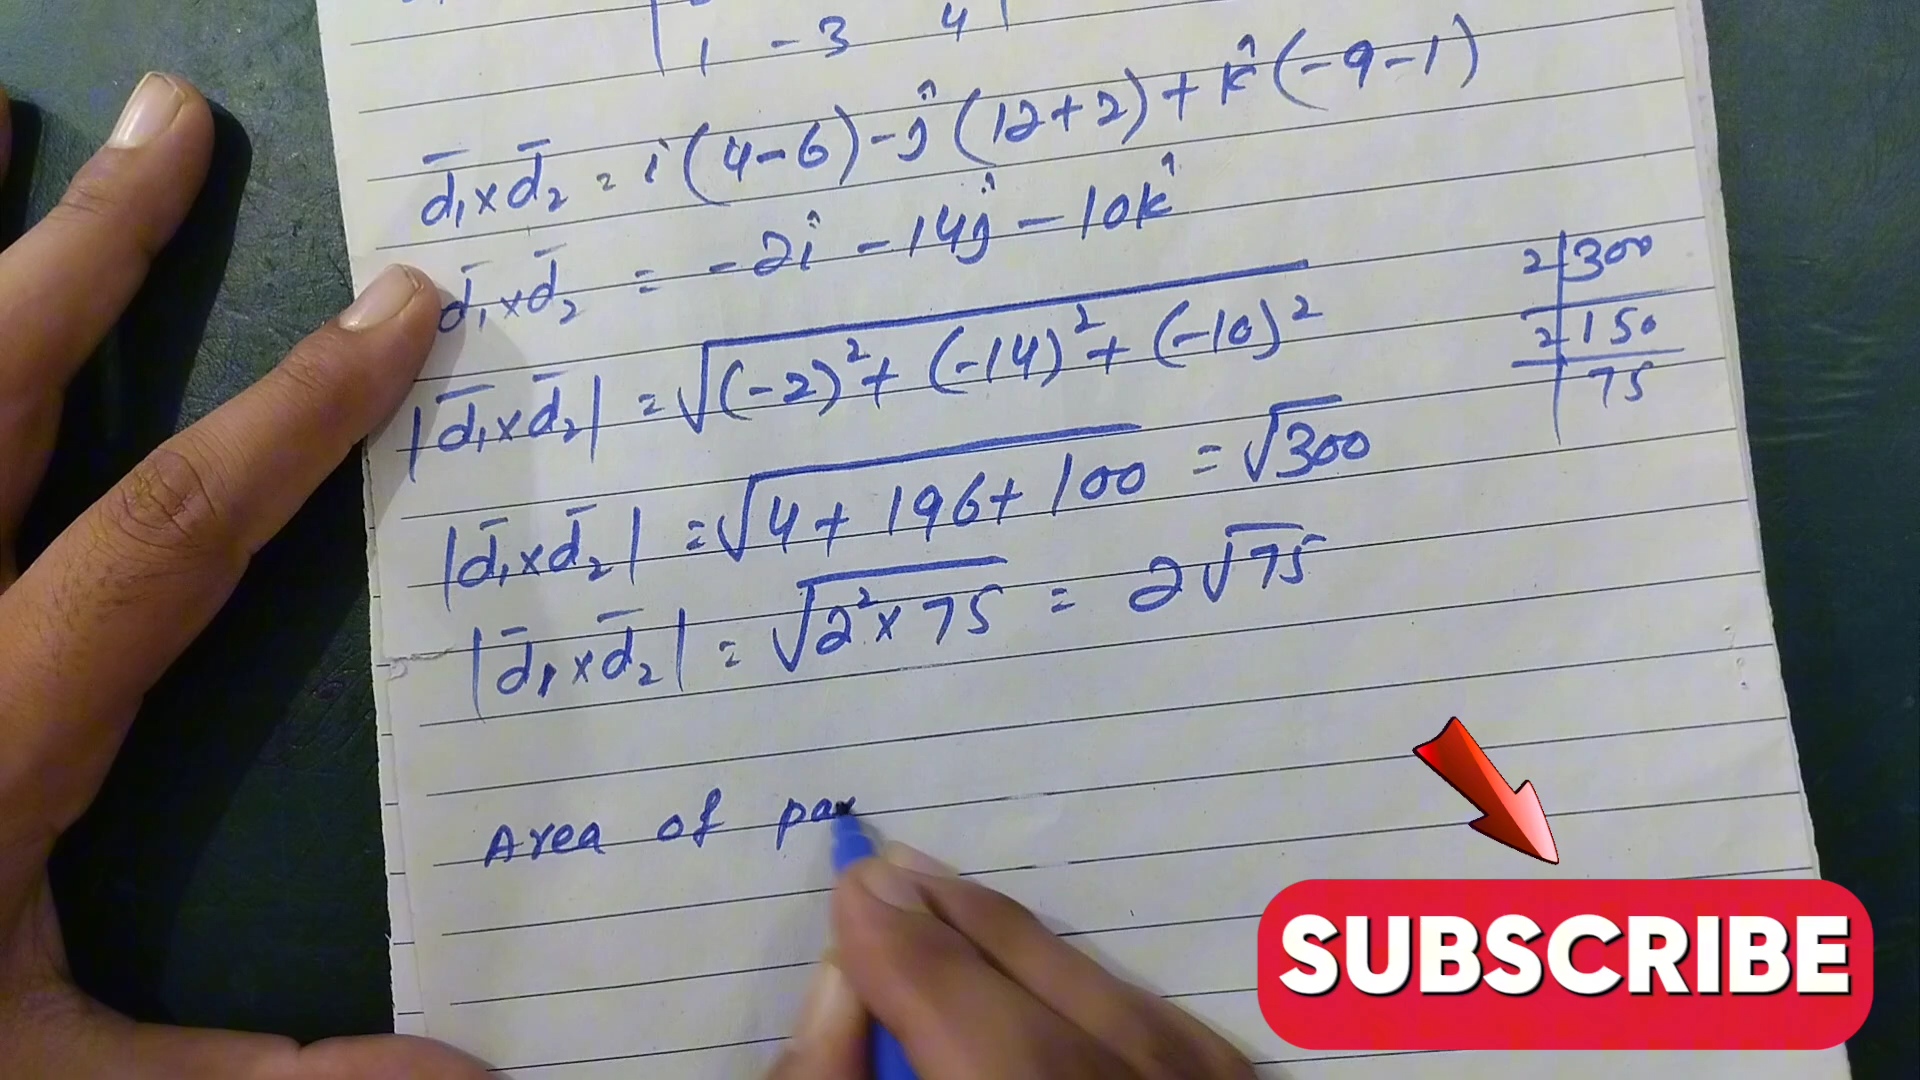 1 -3 4
d̅₁×d̅₂ = i(4-6)-ĵ(12+2)+k̂(-9-1)
d̅₁×d̅₂ = -2î -14ĵ -10k̂
|d̅₁×d̅₂| = √(-2)²+(-14)²+(-10)²
|d̅₁×d̅₂| = √4+196+100 = √300
|d̅₁×d̅₂| = √2²×75 = 2√75
2 300
2 150
75
Area of par
SUBSCRIBE